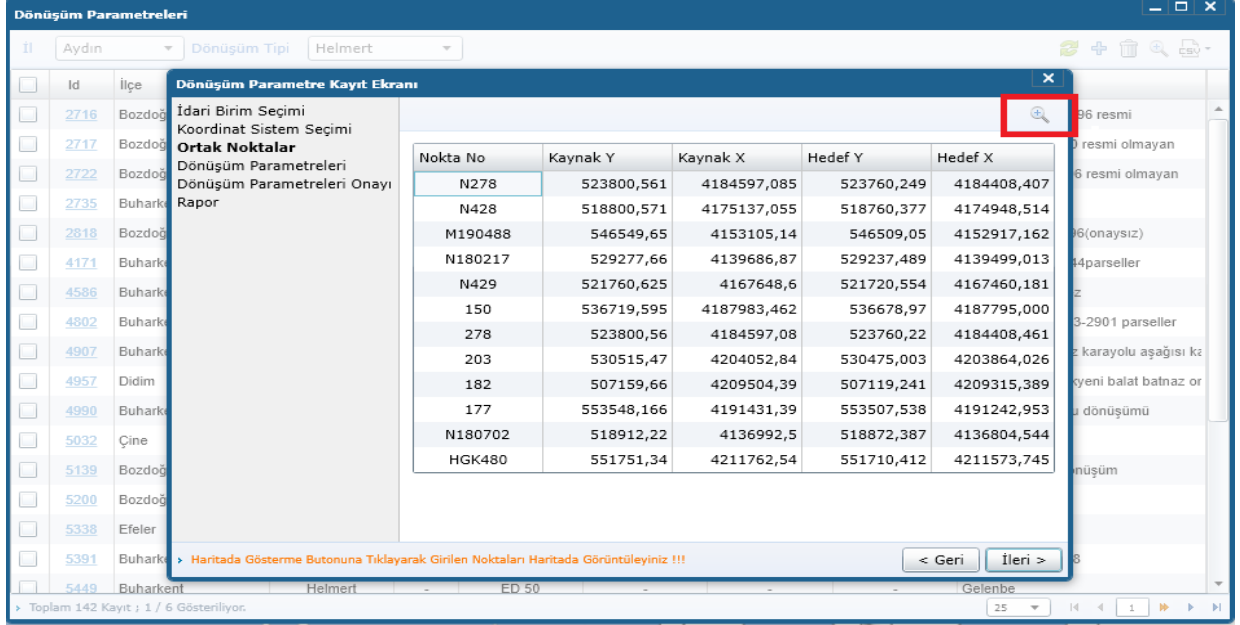 Dönüşüm Parametreleri
İl Aydın Dönüşüm Tipi Helmert CSV
Id İlçe
Dönüşüm Parametre Kayıt Ekranı
İdari Birim Seçimi
Koordinat Sistem Seçimi
Ortak Noktalar
Dönüşüm Parametreleri
Dönüşüm Parametreleri Onayı
Rapor
Nokta No Kaynak Y Kaynak X Hedef Y Hedef X
N278 523800,561 4184597,085 523760,249 4184408,407
N428 518800,571 4175137,055 518760,377 4174948,514
M190488 546549,65 4153105,14 546509,05 4152917,162
N180217 529277,66 4139686,87 529237,489 4139499,013
N429 521760,625 4167648,6 521720,554 4167460,181
150 536719,595 4187983,462 536678,97 4187795,000
278 523800,56 4184597,08 523760,22 4184408,461
203 530515,47 4204052,84 530475,003 4203864,026
182 507159,66 4209504,39 507119,241 4209315,389
177 553548,166 4191431,39 553507,538 4191242,953
N180702 518912,22 4136992,5 518872,387 4136804,544
HGK480 551751,34 4211762,54 551710,412 4211573,745
› Haritada Gösterme Butonuna Tıklayarak Girilen Noktaları Haritada Görüntüleyiniz !!!
< Geri İleri >
2716 Bozdoğ 96 resmi
2717 Bozdoğ resmi olmayan
2722 Bozdoğ 6 resmi olmayan
2735 Buharke
2818 Bozdoğ 96(onaysız)
4171 Buharke 44parseller
4586 Buharke
4802 Buharke 3-2901 parseller
4907 Buharke karayolu aşağısı ka
4957 Didim yeni balat batnaz or
4990 Buharke dönüşümü
5032 Çine
5139 Bozdoğ nüşüm
5200 Bozdoğ
5338 Efeler
5391 Buharke 8
5449 Buharkent Helmert - ED 50 - - - Gelenbe
› Toplam 142 Kayıt ; 1 / 6 Gösteriliyor. 25 1